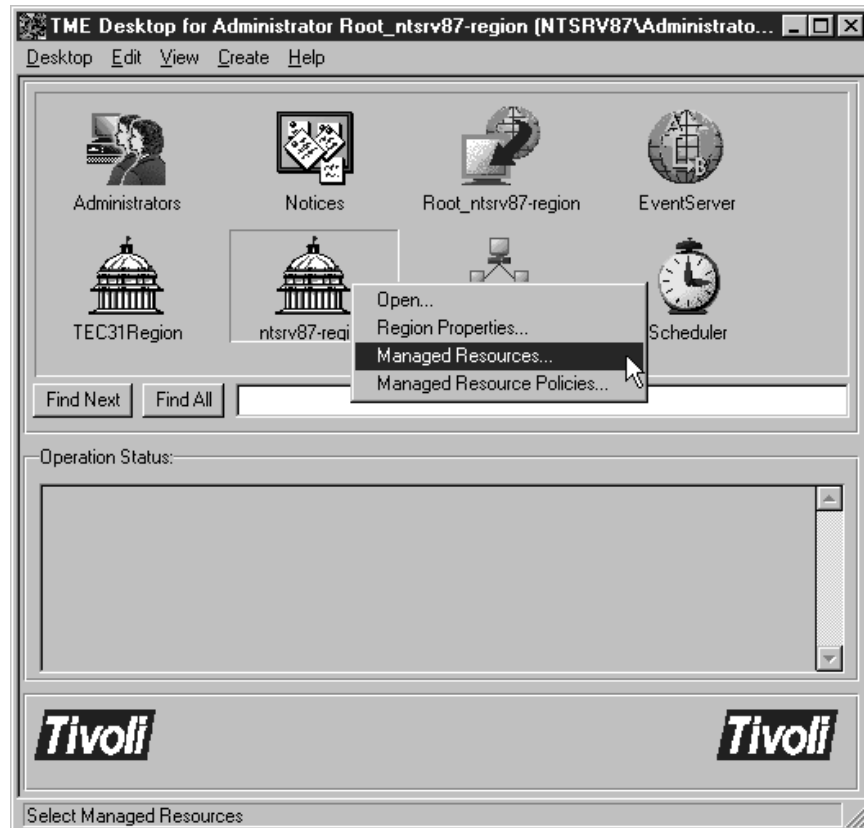 TME Desktop for Administrator Root_ntsrv87-region (NTSRV87\Administrato...
Desktop Edit View Create Help
Administrators Notices Root_ntsrv87-region EventServer
TEC31Region ntsrv87-regi Scheduler
Open...
Region Properties...
Managed Resources...
Managed Resource Policies...
Find Next Find All
Operation Status:
Tivoli Tivoli
Select Managed Resources